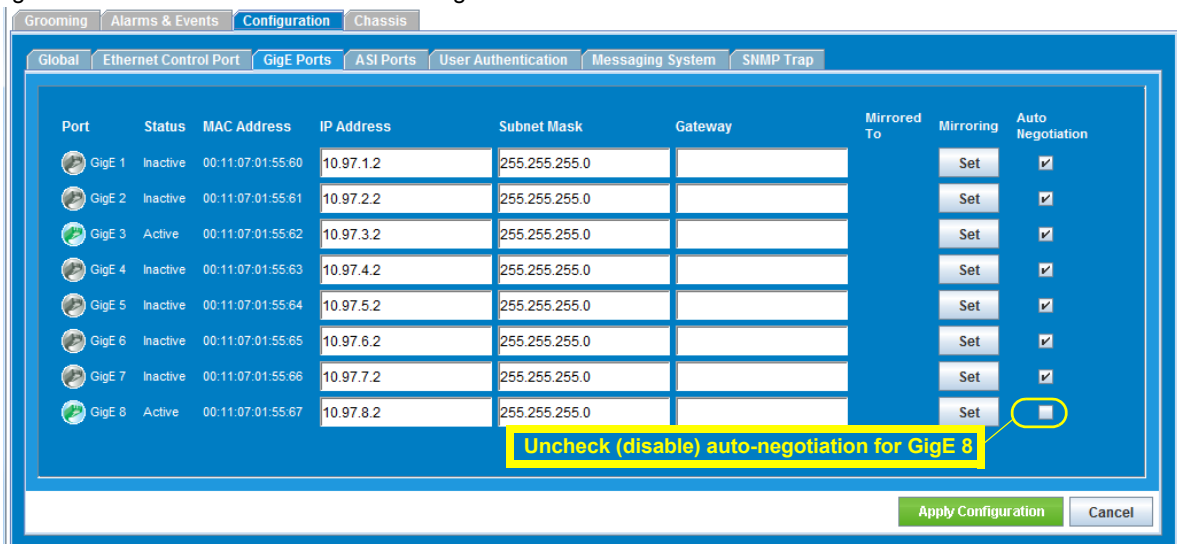 Grooming Alarms & Events Configuration Chassis
Global Ethernet Control Port GigE Ports ASI Ports User Authentication Messaging System SNMP Trap
Port Status MAC Address IP Address Subnet Mask Gateway Mirrored To Mirroring Auto Negotiation
GigE 1 Inactive 00:11:07:01:55:60 10.97.1.2 255.255.255.0 Set
GigE 2 Inactive 00:11:07:01:55:61 10.97.2.2 255.255.255.0 Set
GigE 3 Active 00:11:07:01:55:62 10.97.3.2 255.255.255.0 Set
GigE 4 Inactive 00:11:07:01:55:63 10.97.4.2 255.255.255.0 Set
GigE 5 Inactive 00:11:07:01:55:64 10.97.5.2 255.255.255.0 Set
GigE 6 Inactive 00:11:07:01:55:65 10.97.6.2 255.255.255.0 Set
GigE 7 Inactive 00:11:07:01:55:66 10.97.7.2 255.255.255.0 Set
GigE 8 Active 00:11:07:01:55:67 10.97.8.2 255.255.255.0 Set
Uncheck (disable) auto-negotiation for GigE 8
Apply Configuration Cancel